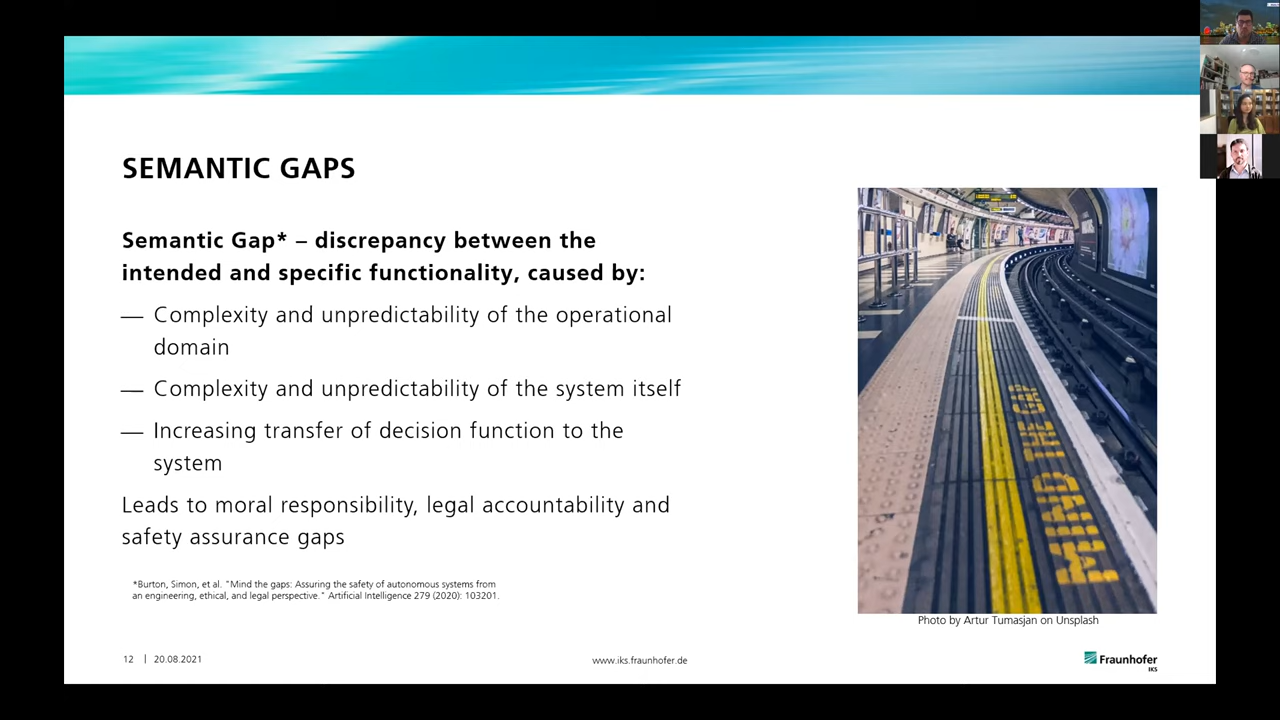 SEMANTIC GAPS
Semantic Gap* – discrepancy between the
intended and specific functionality, caused by:
— Complexity and unpredictability of the operational
domain
— Complexity and unpredictability of the system itself
— Increasing transfer of decision function to the
system
Leads to moral responsibility, legal accountability and
safety assurance gaps
*Burton, Simon, et al. "Mind the gaps: Assuring the safety of autonomous systems from
an engineering, ethical, and legal perspective." Artificial Intelligence 279 (2020): 103201.
MIND THE GAP
Photo by Artur Tumasjan on Unsplash
12 | 20.08.2021
www.iks.fraunhofer.de
Fraunhofer
IKS